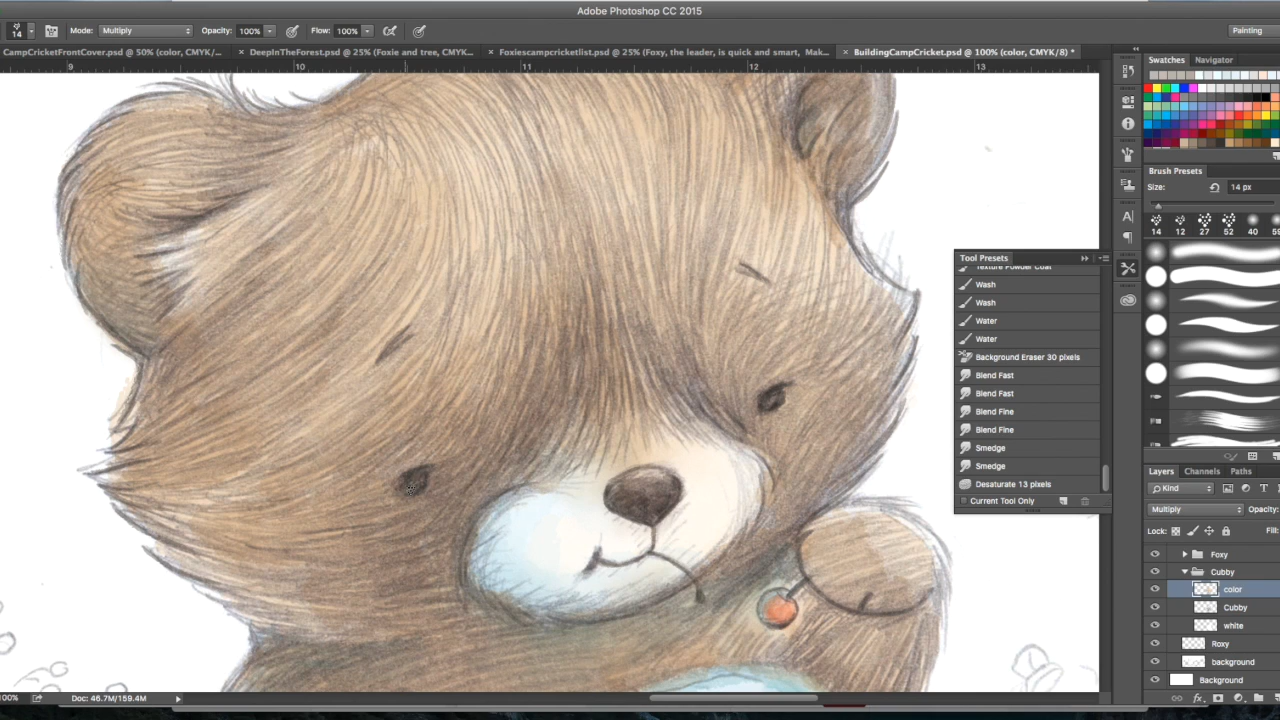 Adobe Photoshop CC 2015
14 Mode: Multiply Opacity: 100% Flow: 100% Painting
CampCricketFrontCover.psd @ 50% (color, CMYK/... × DeepInTheForest.psd @ 25% (Foxie and tree, CMYK... × Foxiescampcricketlist.psd @ 25% (Foxy, the leader, is quick and smart, Mak... × BuildingCampCricket.psd @ 100% (color, CMYK/8) *
9 10 11 12 13
Swatches Navigator
Brush Presets
Size: 14 px
14 12 27 52 40 59
Tool Presets
Texture Powder Coat
Wash
Wash
Water
Water
Background Eraser 30 pixels
Blend Fast
Blend Fast
Blend Fine
Blend Fine
Smedge
Smedge
Desaturate 13 pixels
Current Tool Only
Layers Channels Paths
Kind
Multiply Opacity:
Lock: Fill:
Foxy
Cubby
color
Cubby
white
Roxy
background
Background
100% Doc: 46.7M/159.4M